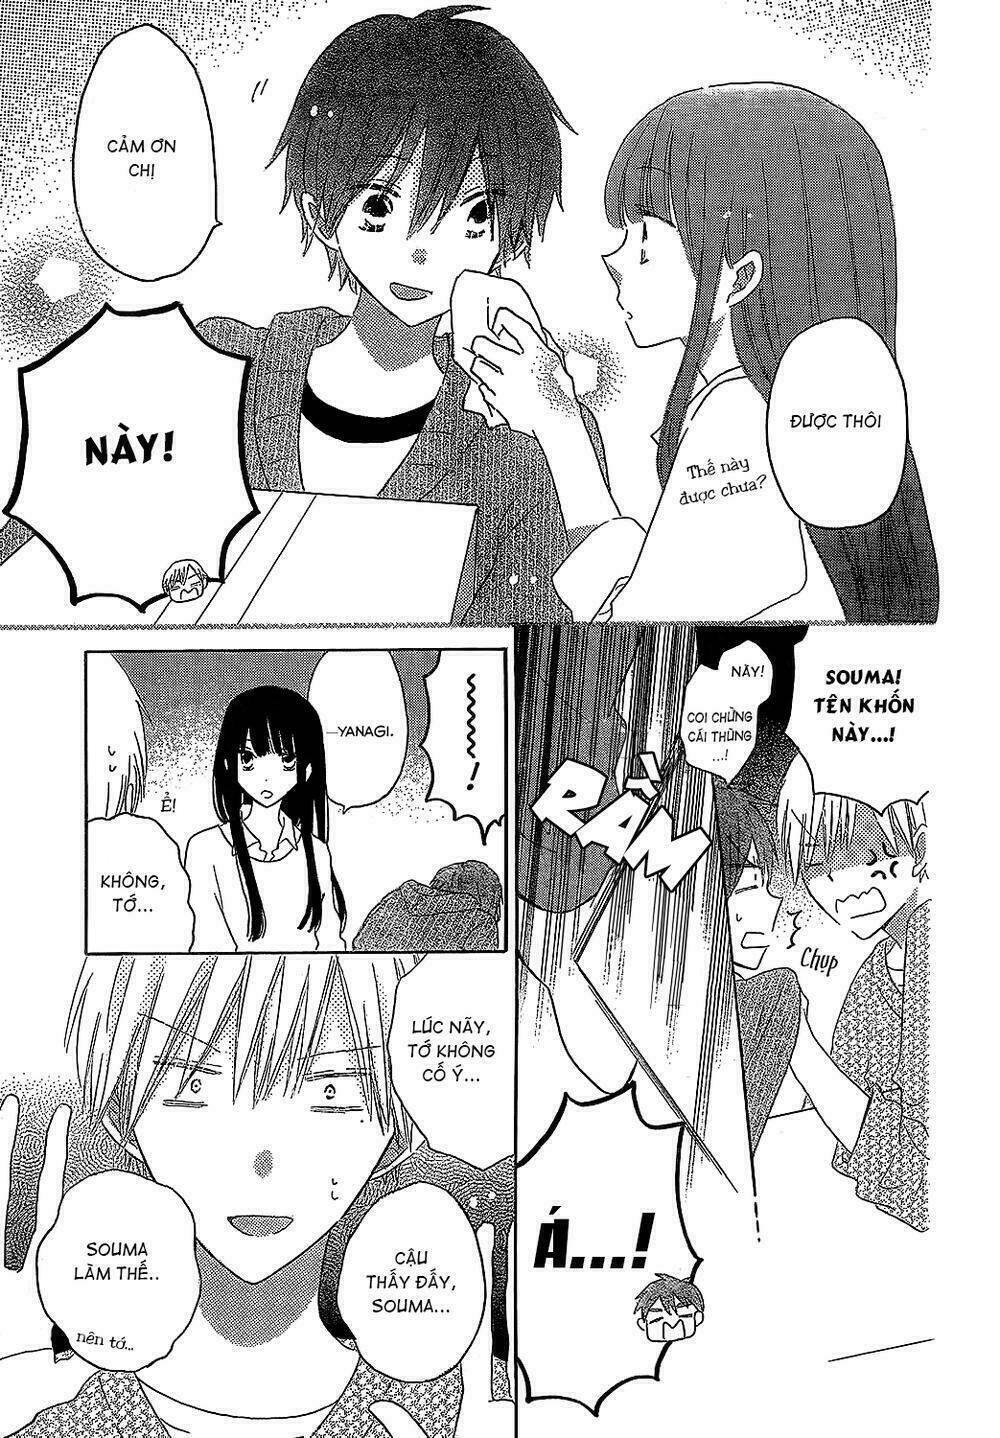 CẢM ƠN
CHỊ
NÀY!
ĐƯỢC THÔI
Thế này
được chưa?
SOUMA!
TÊN KHỐN
NÀY...!
NÀY!
COI CHỪNG
CÁI THÙNG
...!
RẦM
Chụp
Á....!
!
—YANAGI.
Ể!
KHÔNG,
TỚ...
LÚC NÃY,
TỚ KHÔNG
CỐ Ý...
CẬU
THẤY ĐẤY,
SOUMA...
SOUMA
LÀM THẾ..
nên tớ...